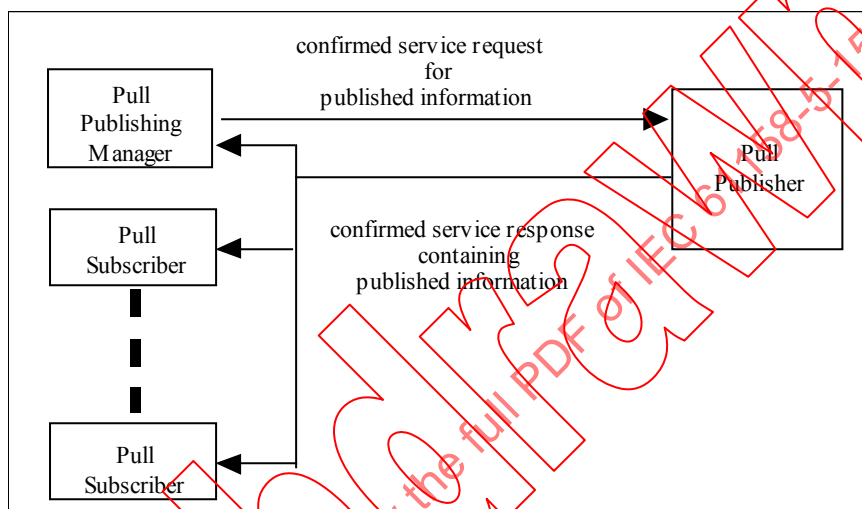 confirmed service request
for
published information
Pull
Publishing
Manager
Pull
Publisher
Pull
Subscriber
confirmed service response
containing
published information
Pull
Subscriber
the full PDF of IEC 61158-5-15